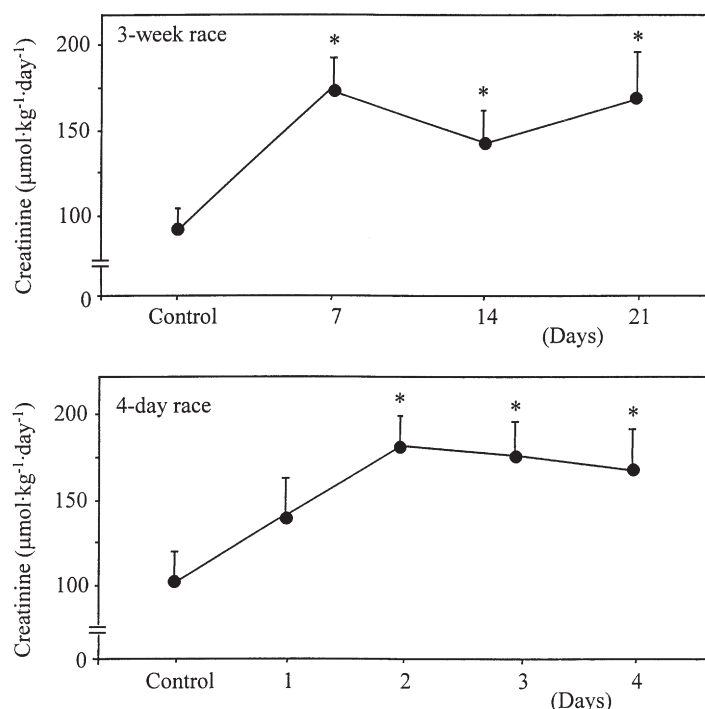 3-week race
Creatinine (μmol·kg⁻¹·day⁻¹)
200
150
100
0
* * *
Control 7 14 21
(Days)
4-day race
Creatinine (μmol·kg⁻¹·day⁻¹)
200
150
100
0
* * *
Control 1 2 3 4
(Days)